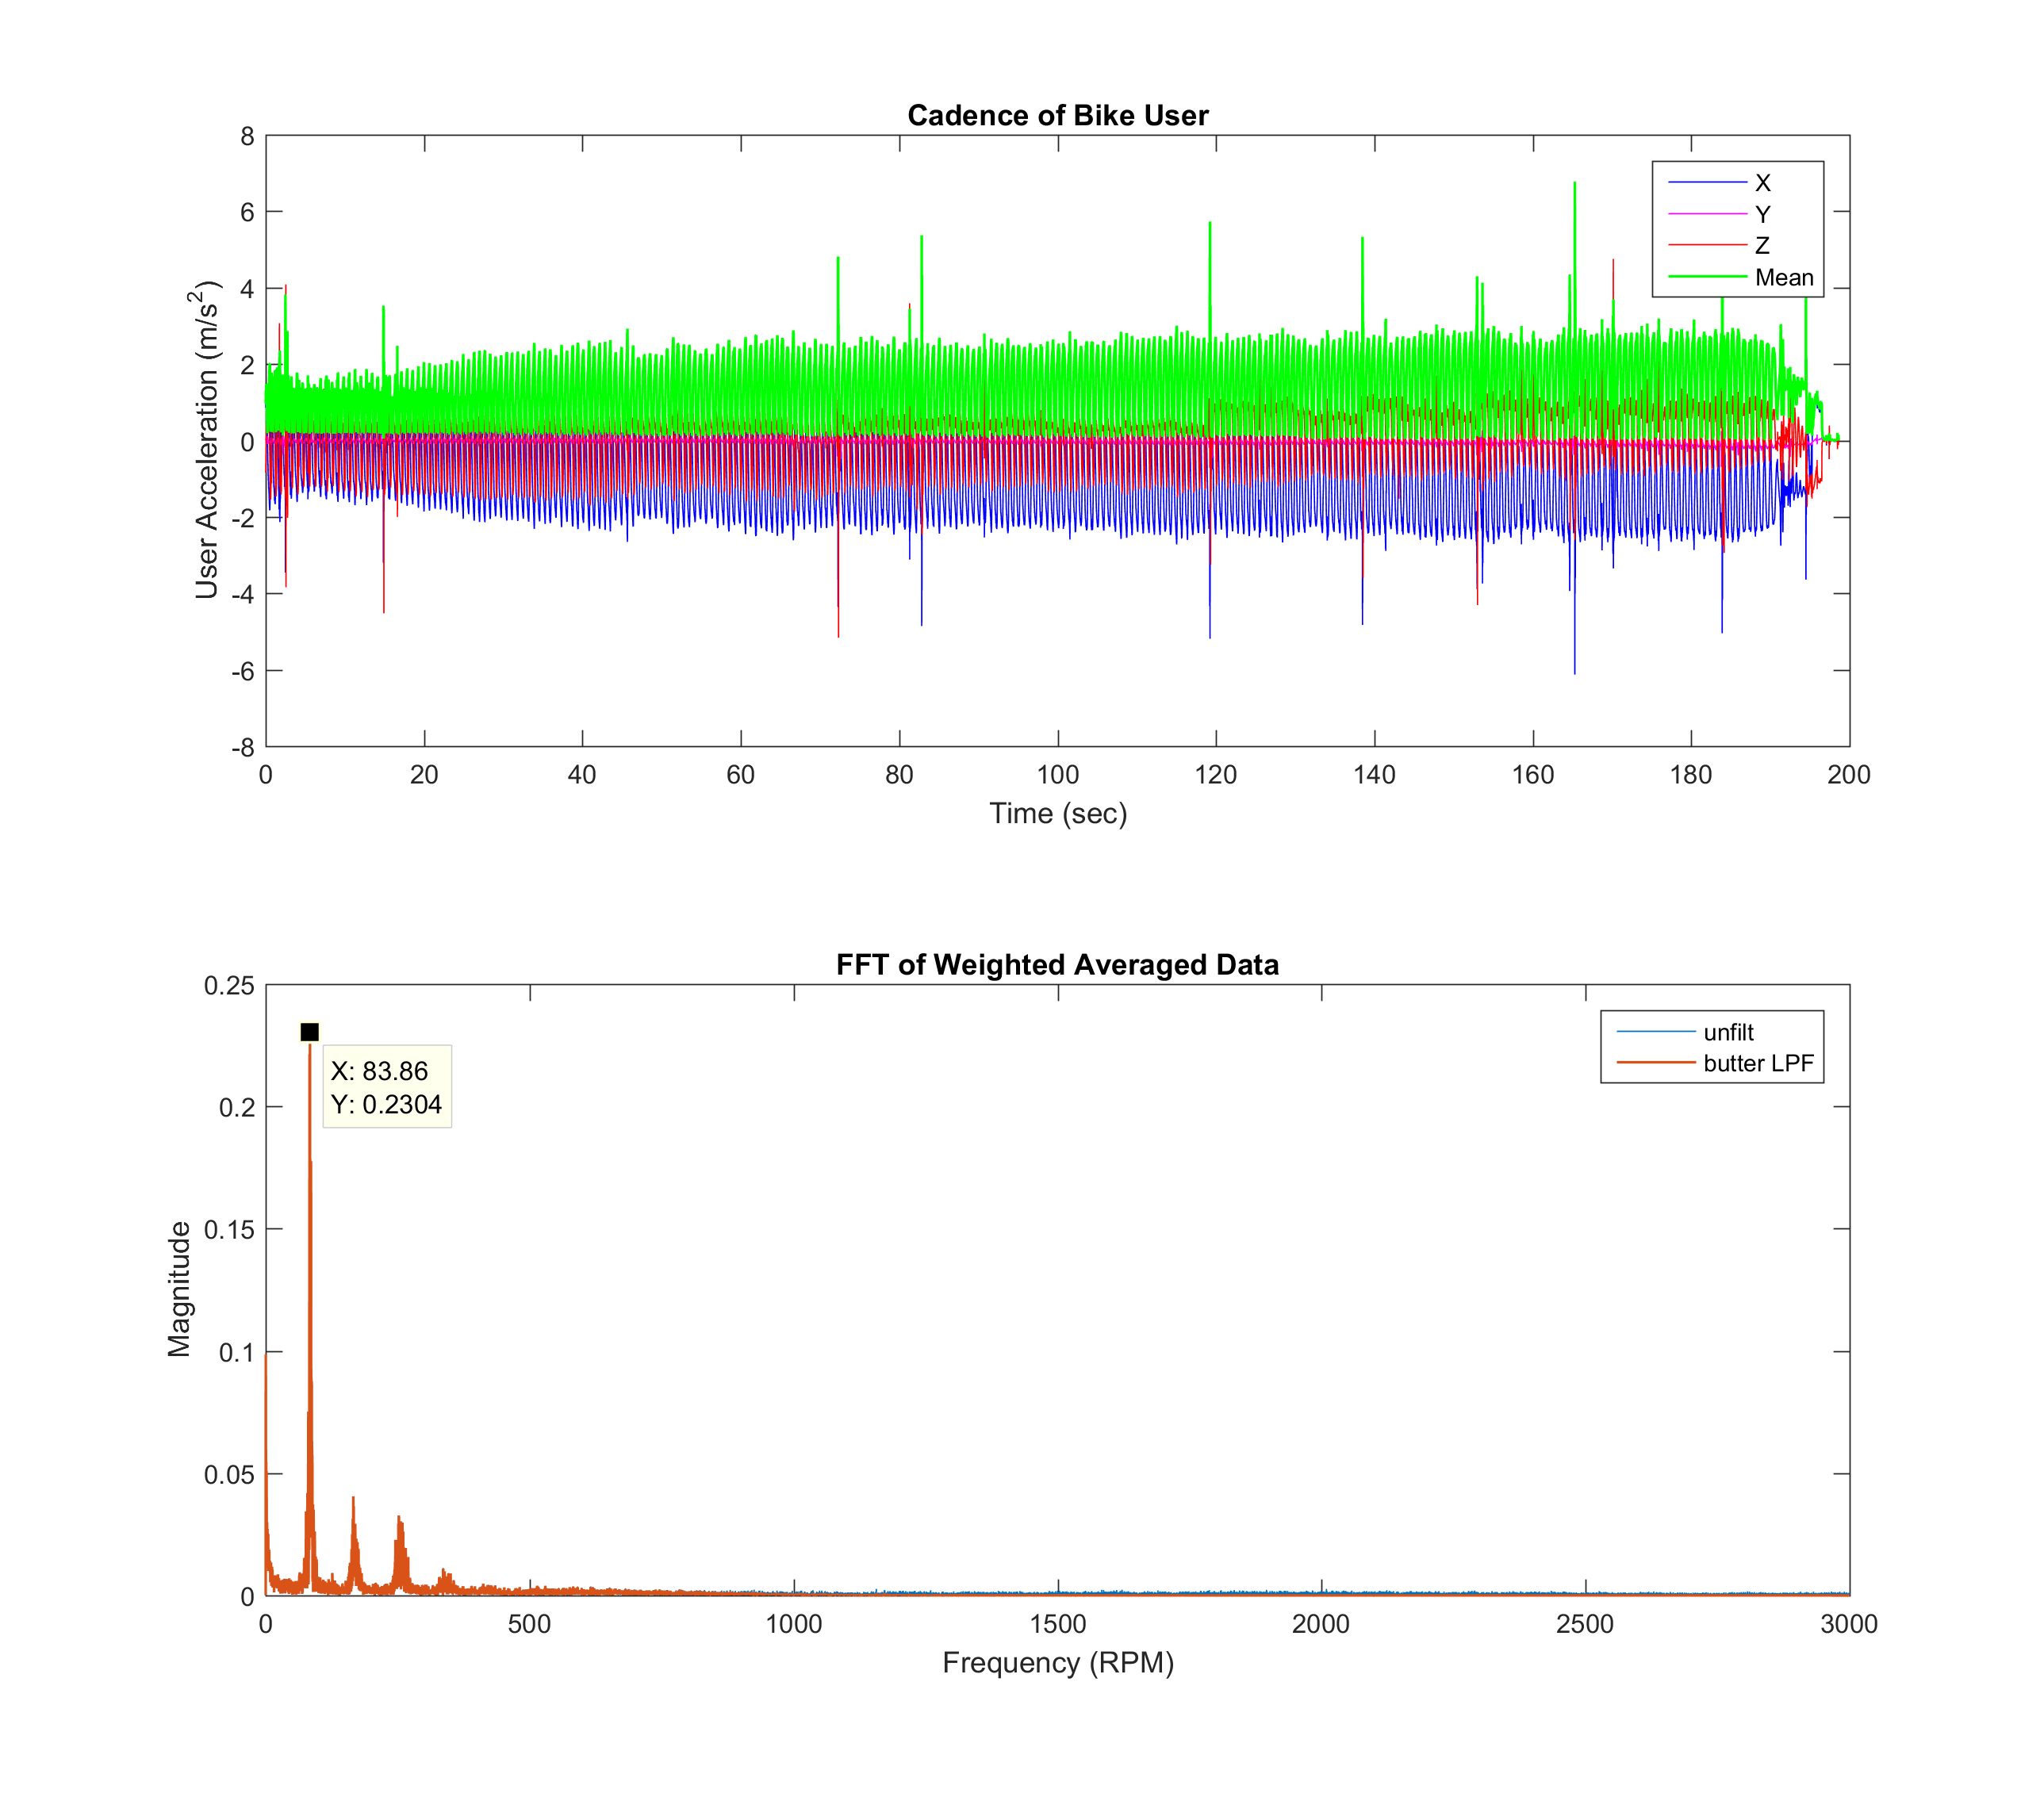 Cadence of Bike User
8
6
4
2
0
-2
-4
-6
-8
User Acceleration (m/s²)
X
Y
Z
Mean
0 20 40 60 80 100 120 140 160 180 200
Time (sec)
FFT of Weighted Averaged Data
0.25
0.2
0.15
0.1
0.05
0
Magnitude
X: 83.86
Y: 0.2304
unfilt
butter LPF
0 500 1000 1500 2000 2500 3000
Frequency (RPM)